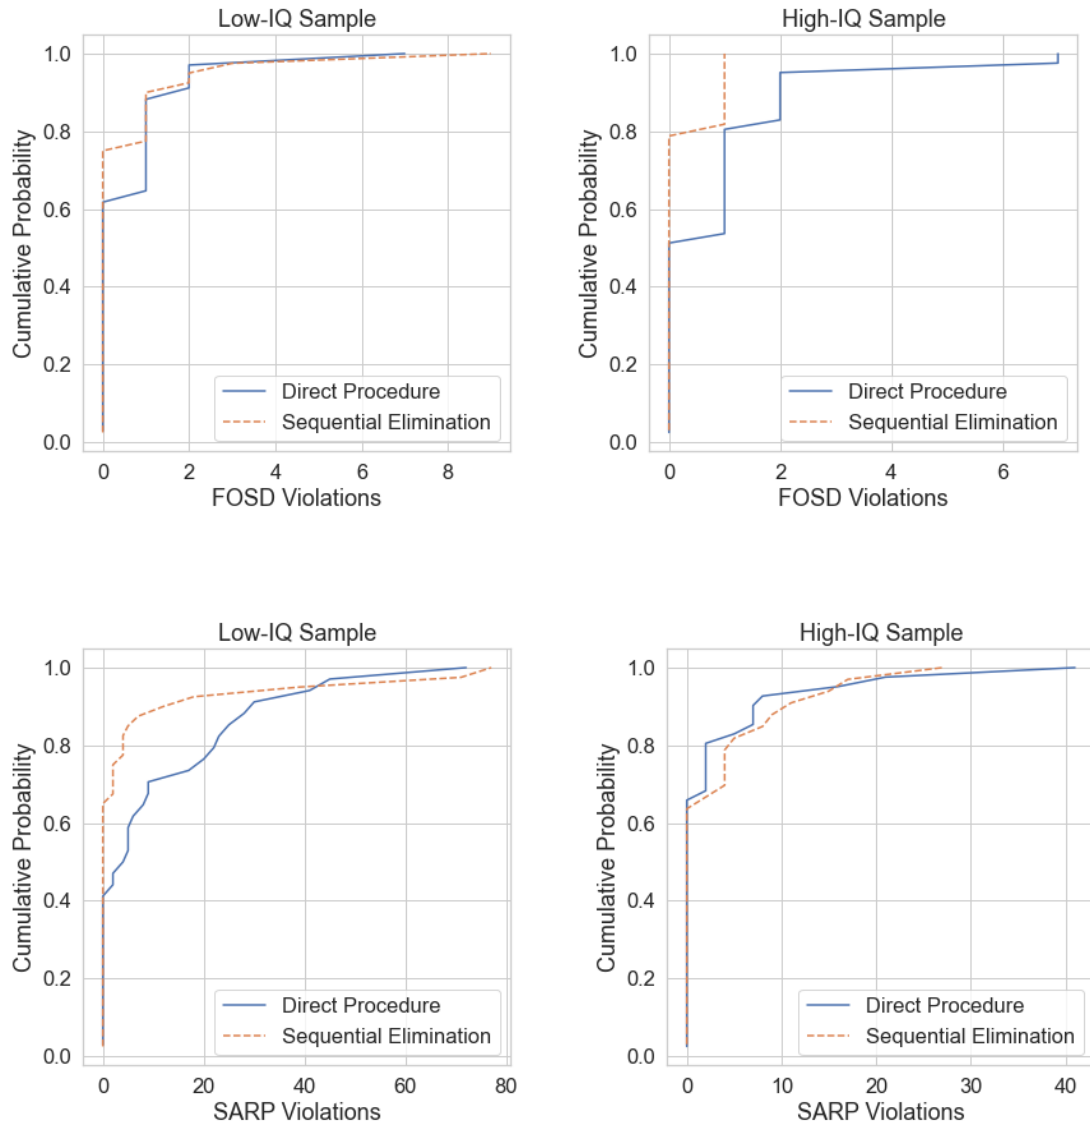 Low-IQ Sample
Cumulative Probability
1.0
0.8
0.6
0.4
0.2
0.0
Direct Procedure
Sequential Elimination
0 2 4 6 8
FOSD Violations
High-IQ Sample
Cumulative Probability
1.0
0.8
0.6
0.4
0.2
0.0
Direct Procedure
Sequential Elimination
0 2 4 6
FOSD Violations
Low-IQ Sample
Cumulative Probability
1.0
0.8
0.6
0.4
0.2
0.0
Direct Procedure
Sequential Elimination
0 20 40 60 80
SARP Violations
High-IQ Sample
Cumulative Probability
1.0
0.8
0.6
0.4
0.2
0.0
Direct Procedure
Sequential Elimination
0 10 20 30 40
SARP Violations